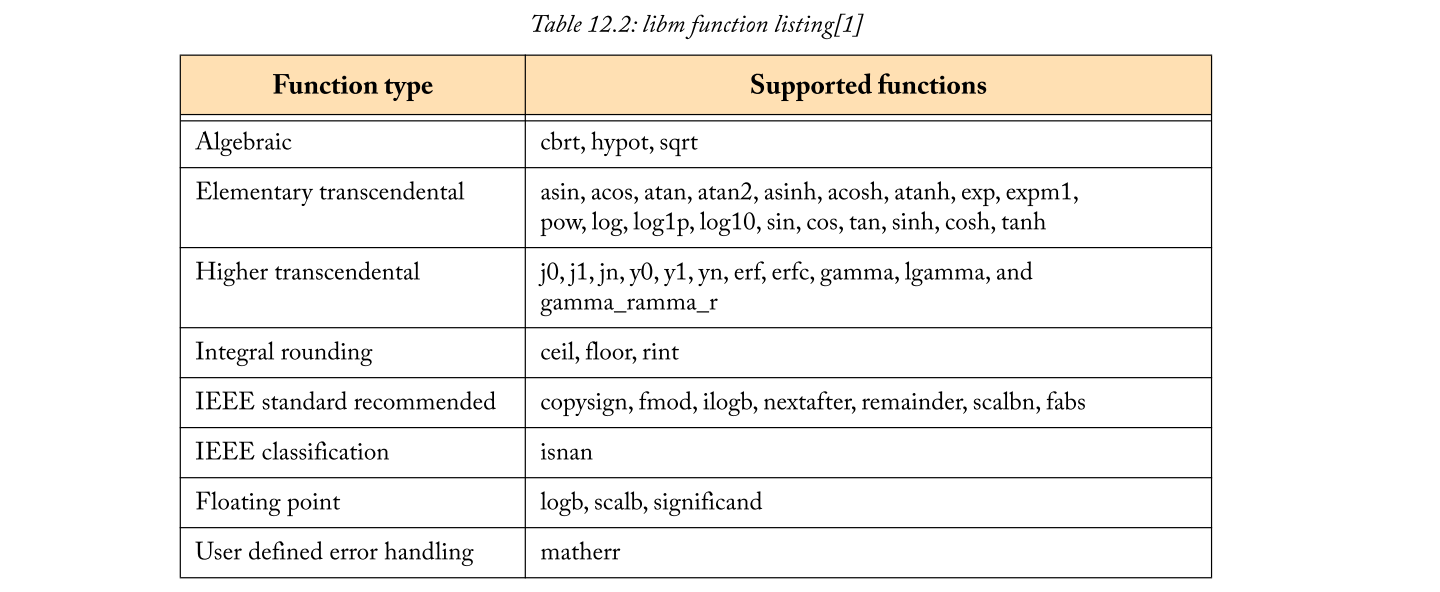 Table 12.2: libm function listing[1]
Function type
Supported functions
Algebraic
cbrt, hypot, sqrt
Elementary transcendental
asin, acos, atan, atan2, asinh, acosh, atanh, exp, expm1,
pow, log, log1p, log10, sin, cos, tan, sinh, cosh, tanh
Higher transcendental
j0, j1, jn, y0, y1, yn, erf, erfc, gamma, lgamma, and
gamma_ramma_r
Integral rounding
ceil, floor, rint
IEEE standard recommended
copysign, fmod, ilogb, nextafter, remainder, scalbn, fabs
IEEE classification
isnan
Floating point
logb, scalb, significand
User defined error handling
matherr